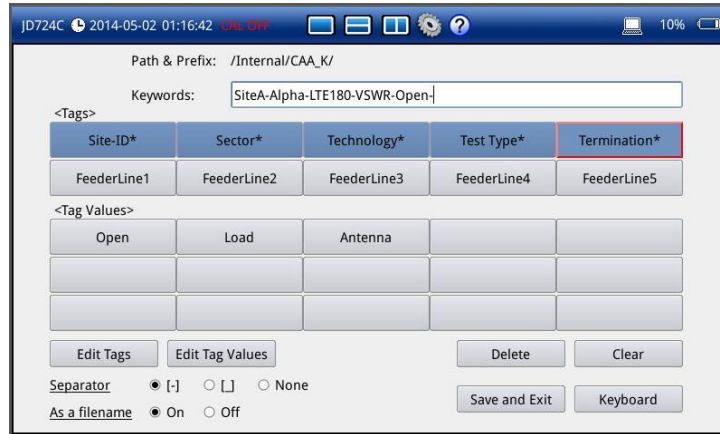 JD724C 2014-05-02 01:16:42 CAL OFF ? 10%
Path & Prefix: /Internal/CAA_K/
Keywords: SiteA-Alpha-LTE180-VSWR-Open-
<Tags>
Site-ID* Sector* Technology* Test Type* Termination*
FeederLine1 FeederLine2 FeederLine3 FeederLine4 FeederLine5
<Tag Values>
Open Load Antenna
Edit Tags Edit Tag Values Delete Clear
Separator [-] [_] None
Save and Exit Keyboard
As a filename On Off